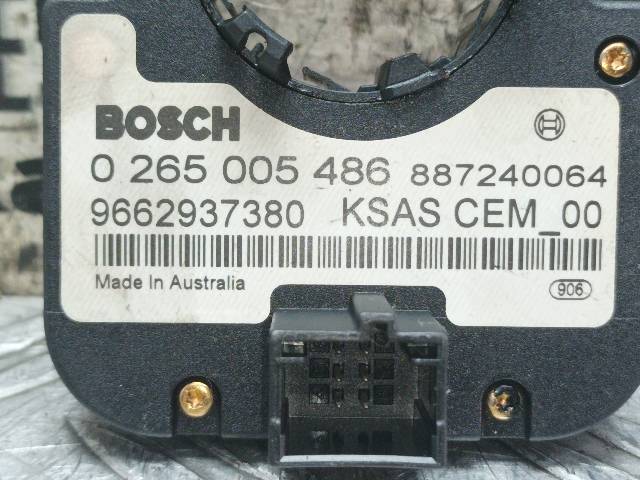 BOSCH
0 265 005 486 887240064
9662937380 KSAS CEM_00
Made In Australia
906